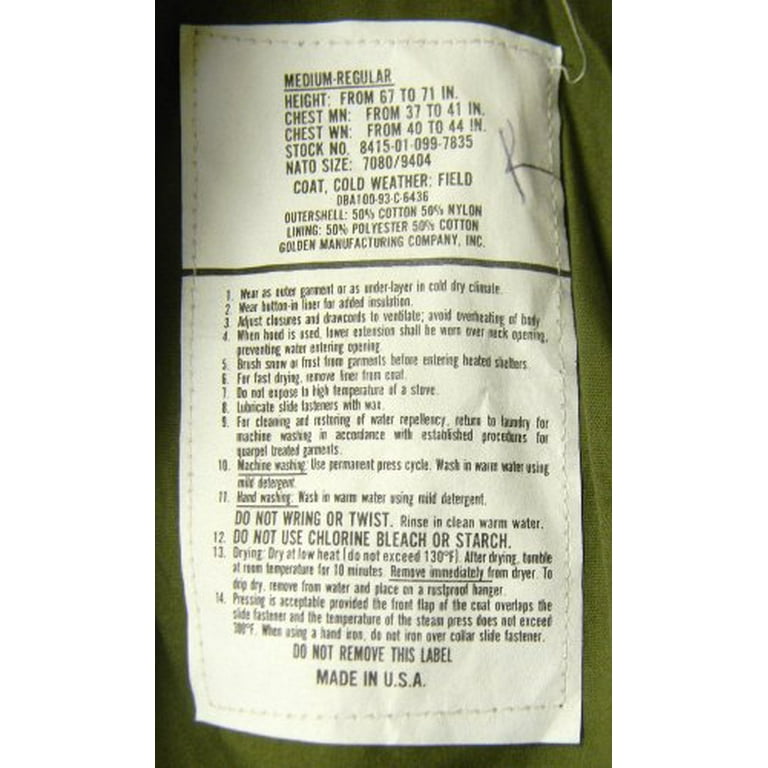 MEDIUM-REGULAR
HEIGHT: FROM 67 TO 71 IN.
CHEST MN: FROM 37 TO 41 IN.
CHEST WN: FROM 40 TO 44 IN.
STOCK NO. 8415-01-099-7835
NATO SIZE: 7080/9404
COAT, COLD WEATHER: FIELD
DBA100-93-C-6436
OUTERSHELL: 50% COTTON 50% NYLON
LINING: 50% POLYESTER 50% COTTON
GOLDEN MANUFACTURING COMPANY, INC.
1. Wear as outer garment or as under-layer in cold dry climate.
2. Wear button-in liner for added insulation.
3. Adjust closures and drawcords to ventilate; avoid overheating of body
4. When hood is used, lower extension shall be worn over neck opening,
preventing water entering opening.
5. Brush snow or frost from garments before entering heated shelters.
6. For fast drying, remove liner from coat.
7. Do not expose to high temperature of a stove.
8. Lubricate slide fasteners with wax.
9. For cleaning and restoring of water repellency, return to laundry for
machine washing in accordance with established procedures for
quarpel treated garments.
10. Machine washing: Use permanent press cycle. Wash in warm water using
mild detergent.
11. Hand washing: Wash in warm water using mild detergent.
DO NOT WRING OR TWIST. Rinse in clean warm water.
12. DO NOT USE CHLORINE BLEACH OR STARCH.
13. Drying: Dry at low heat (do not exceed 130°F). After drying, tumble
at room temperature for 10 minutes. Remove immediately from dryer. To
drip dry, remove from water and place on a rustproof hanger.
14. Pressing is acceptable provided the front flap of the coat overlaps the
slide fastener and the temperature of the steam press does not exceed
300°F. When using a hand iron, do not iron over collar slide fastener.
DO NOT REMOVE THIS LABEL
MADE IN U.S.A.